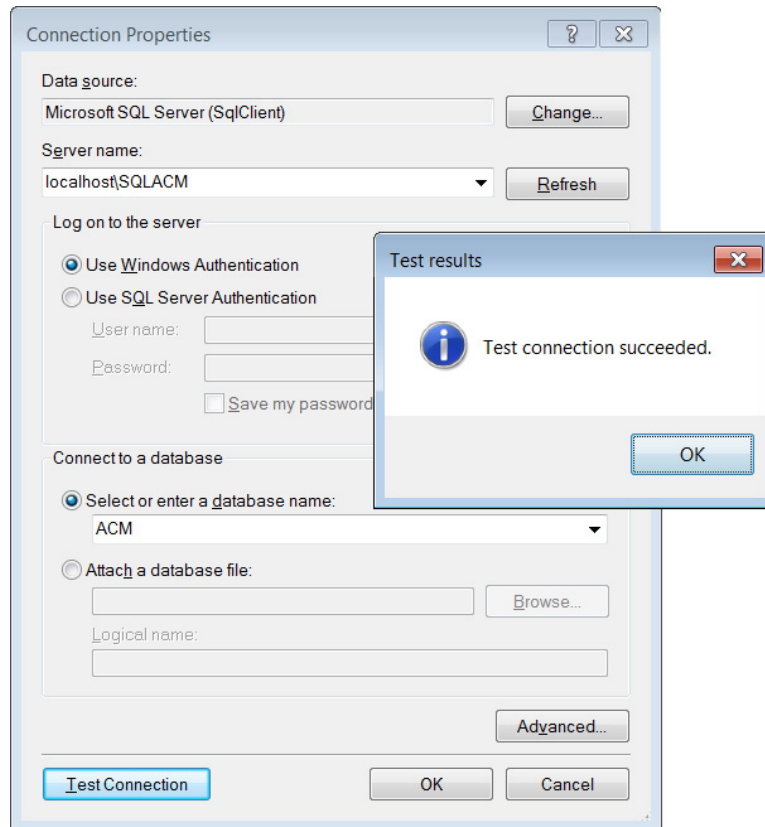 Connection Properties
Data source:
Microsoft SQL Server (SqlClient)
Change...
Server name:
localhost\SQLACM
Refresh
Log on to the server
Use Windows Authentication
Use SQL Server Authentication
User name:
Password:
Save my password
Test results
Test connection succeeded.
OK
Connect to a database
Select or enter a database name:
ACM
Attach a database file:
Browse...
Logical name:
Advanced...
Test Connection
OK
Cancel